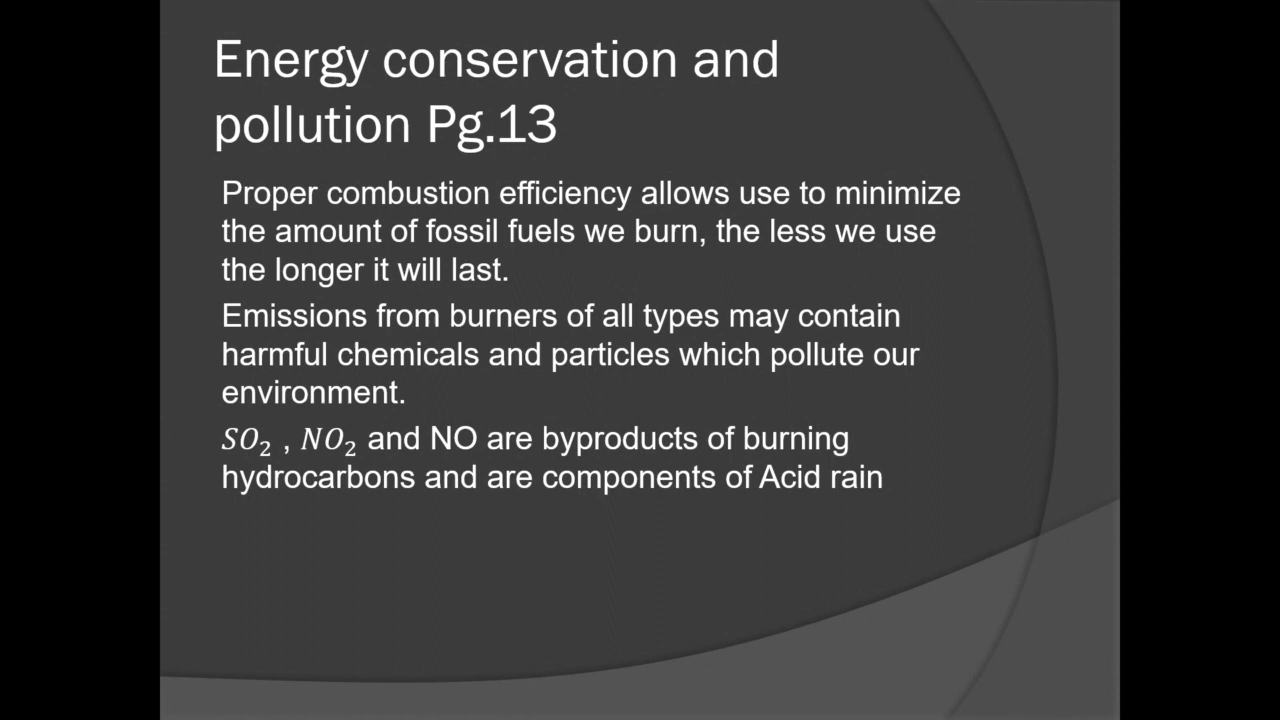 Energy conservation and
pollution Pg.13
Proper combustion efficiency allows use to minimize
the amount of fossil fuels we burn, the less we use
the longer it will last.
Emissions from burners of all types may contain
harmful chemicals and particles which pollute our
environment.
SO₂ , NO₂ and NO are byproducts of burning
hydrocarbons and are components of Acid rain